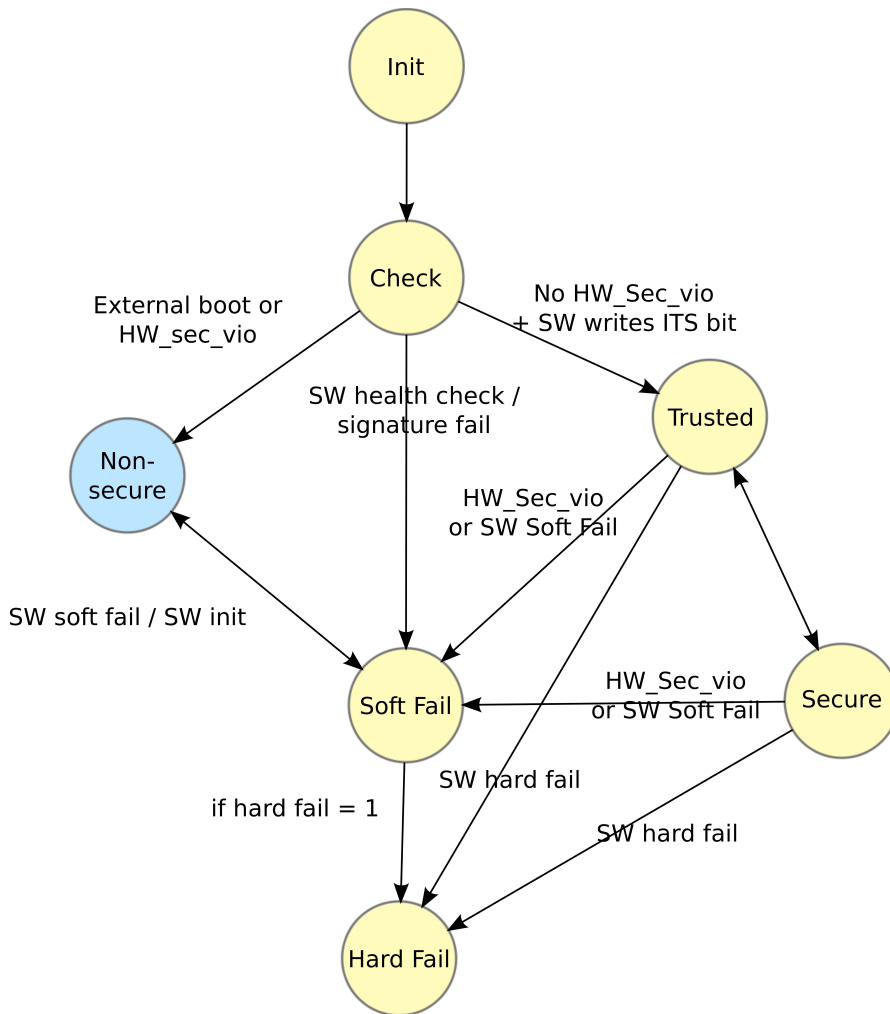 Init
Check
External boot or
HW_sec_vio
No HW_Sec_vio
+ SW writes ITS bit
SW health check /
signature fail
Trusted
Non-
secure
HW_Sec_vio
or SW Soft Fail
SW soft fail / SW init
Soft Fail
HW_Sec_vio
or SW Soft Fail
Secure
if hard fail = 1
SW hard fail
SW hard fail
Hard Fail